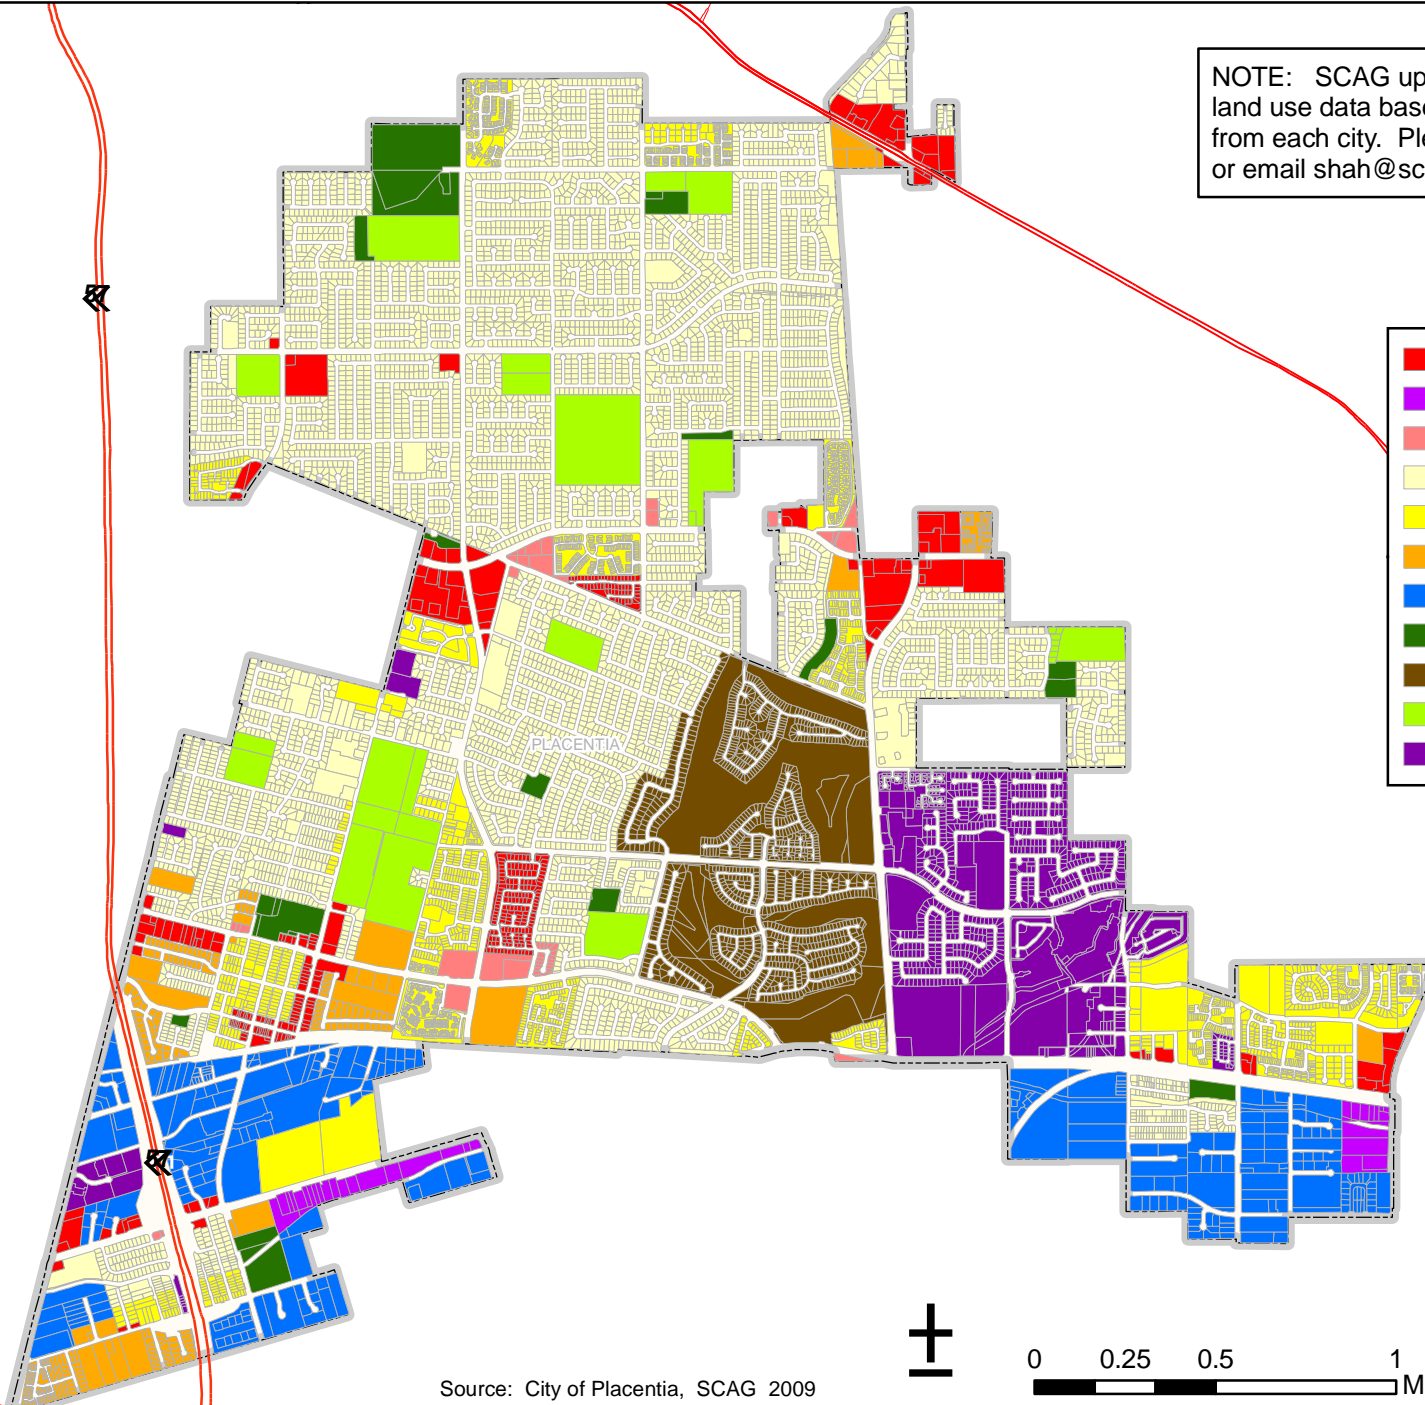 NOTE: SCAG up
land use data base
from each city. Ple
or email shah@sc
PLACENTIA
Source: City of Placentia, SCAG 2009
0 0.25 0.5 1
M